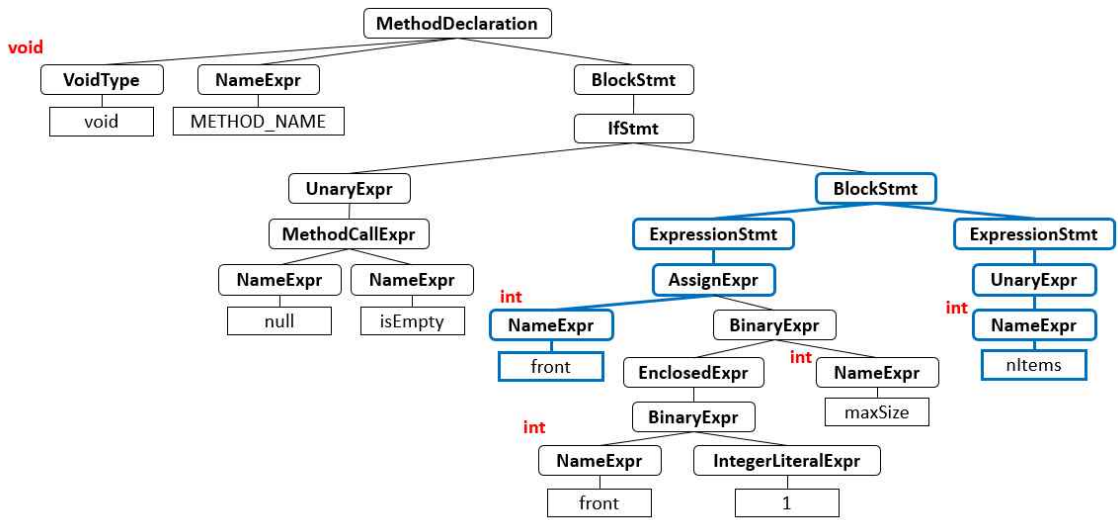 MethodDeclaration
void
VoidType NameExpr BlockStmt
void METHOD_NAME
IfStmt
UnaryExpr BlockStmt
MethodCallExpr ExpressionStmt ExpressionStmt
NameExpr NameExpr AssignExpr UnaryExpr
int int
null isEmpty NameExpr BinaryExpr NameExpr
front int nItems
EnclosedExpr NameExpr
BinaryExpr maxSize
int
NameExpr IntegerLiteralExpr
front 1